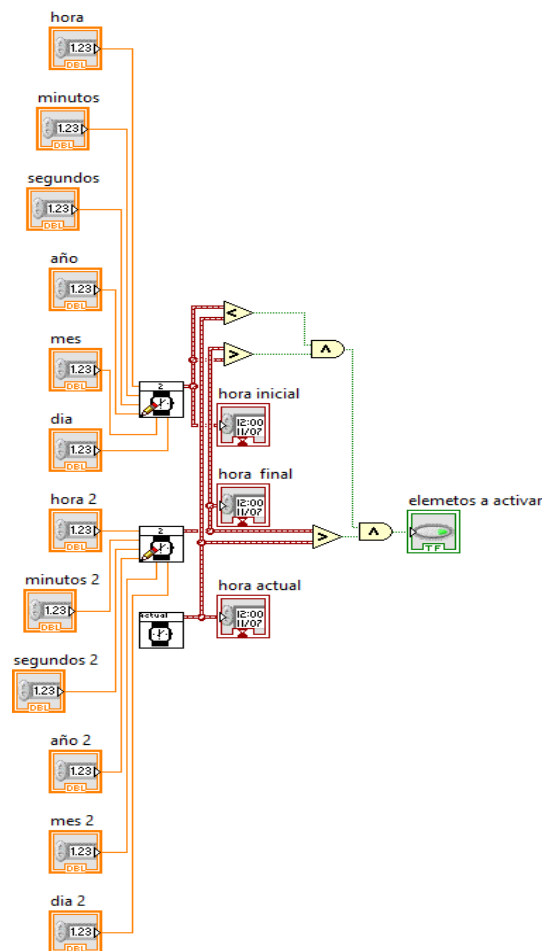 hora
1.23
DBL
minutos
1.23
DBL
segundos
1.23
DBL
año
1.23
DBL
mes
1.23
DBL
dia
1.23
DBL
2
<
>
∧
hora inicial
12:00
11/07
hora final
12:00
11/07
hora 2
1.23
DBL
2
>
∧
elemetos a activar
TF
minutos 2
1.23
DBL
actual
hora actual
12:00
11/07
segundos 2
1.23
DBL
año 2
1.23
DBL
mes 2
1.23
DBL
dia 2
1.23
DBL